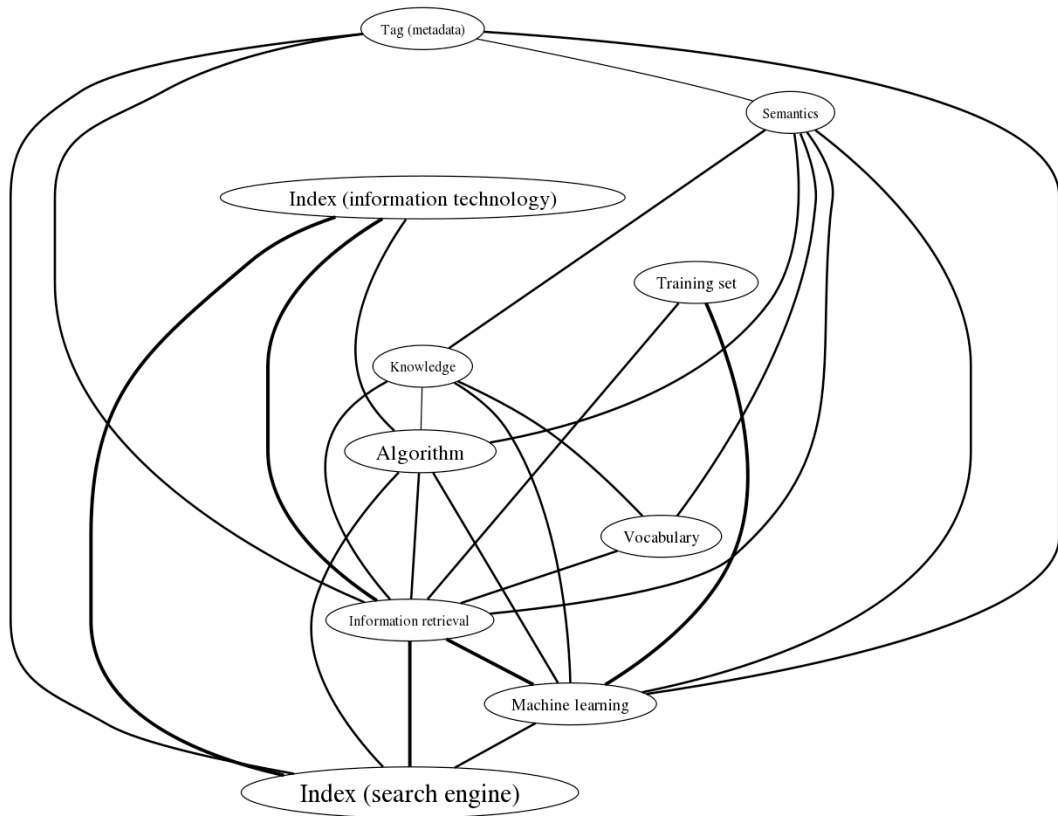 Tag (metadata)
Semantics
Index (information technology)
Training set
Knowledge
Algorithm
Vocabulary
Information retrieval
Machine learning
Index (search engine)